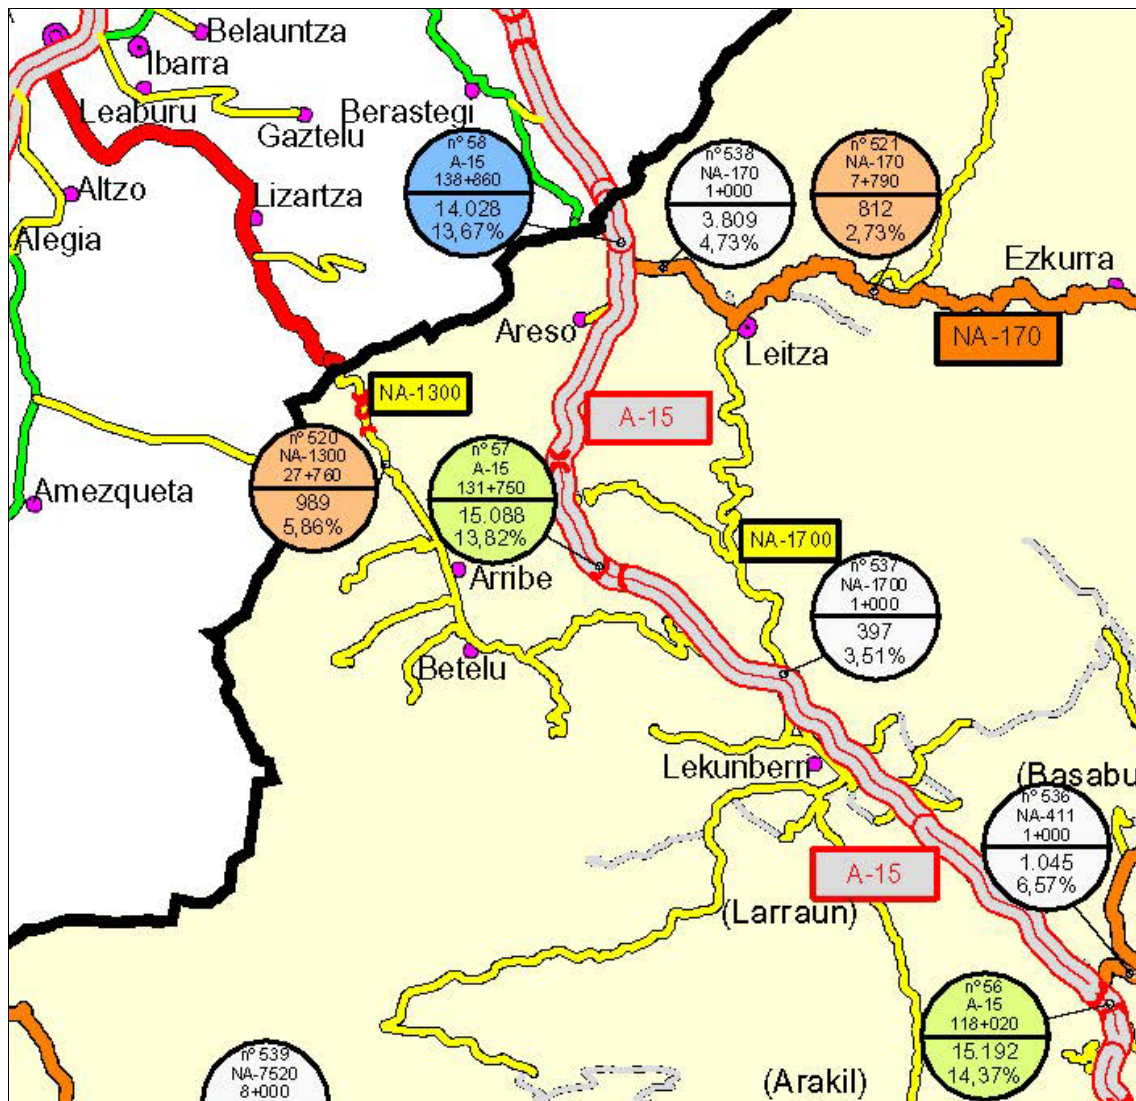 Belauntza
Ibarra
Leaburu
Gaztelu
Berastegi
Altzo
Lizartza
Alegia
nº 58
A-15
138+860
14.028
13,67%
nº 538
NA-170
1+000
3.809
4,73%
nº 521
NA-170
7+790
812
2,73%
Ezkurra
Areso
Leitza
NA-170
NA-1300
A-15
nº 520
NA-1300
27+760
989
5,86%
nº 57
A-15
131+750
15.088
13,82%
Amezqueta
NA-1700
Arribe
nº 537
NA-1700
1+000
397
3,51%
Betelu
Lekunberri
(Basabu
nº 536
NA-411
1+000
1.045
6,57%
A-15
(Larraun)
nº 56
A-15
118+020
15.192
14,37%
nº 539
NA-7520
8+000
(Arakil)